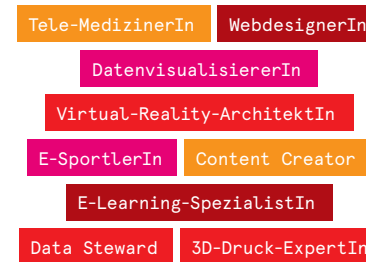 Tele-MedizinerIn WebdesignerIn
DatenvisualisiererIn
Virtual-Reality-ArchitektIn
E-SportlerIn Content Creator
E-Learning-SpezialistIn
Data Steward 3D-Druck-ExpertIn